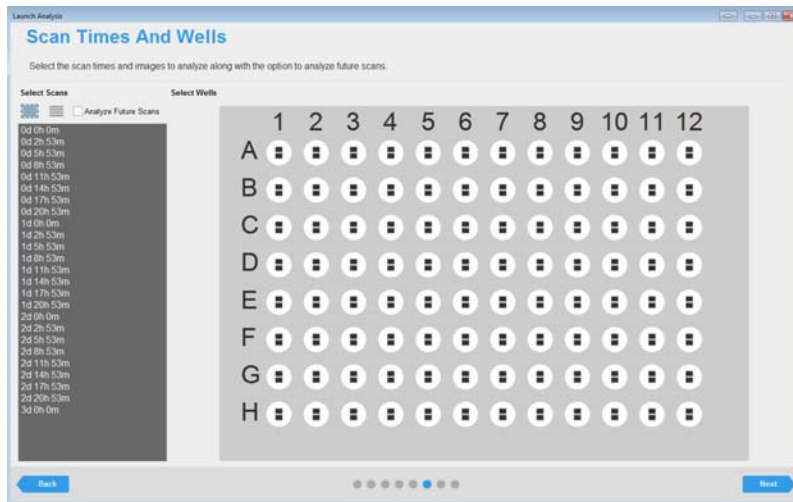 Launch Analysis
Scan Times And Wells
Select the scan times and images to analyze along with the option to analyze future scans.
Select Scans
Select Wells
Analyze Future Scans
0d 0h 0m
0d 2h 53m
0d 5h 53m
0d 8h 53m
0d 11h 53m
0d 14h 53m
0d 17h 53m
0d 20h 53m
1d 0h 0m
1d 2h 53m
1d 5h 53m
1d 8h 53m
1d 11h 53m
1d 14h 53m
1d 17h 53m
1d 20h 53m
2d 0h 0m
2d 2h 53m
2d 5h 53m
2d 8h 53m
2d 11h 53m
2d 14h 53m
2d 17h 53m
2d 20h 53m
3d 0h 0m
1 2 3 4 5 6 7 8 9 10 11 12
A
B
C
D
E
F
G
H
Back
Next